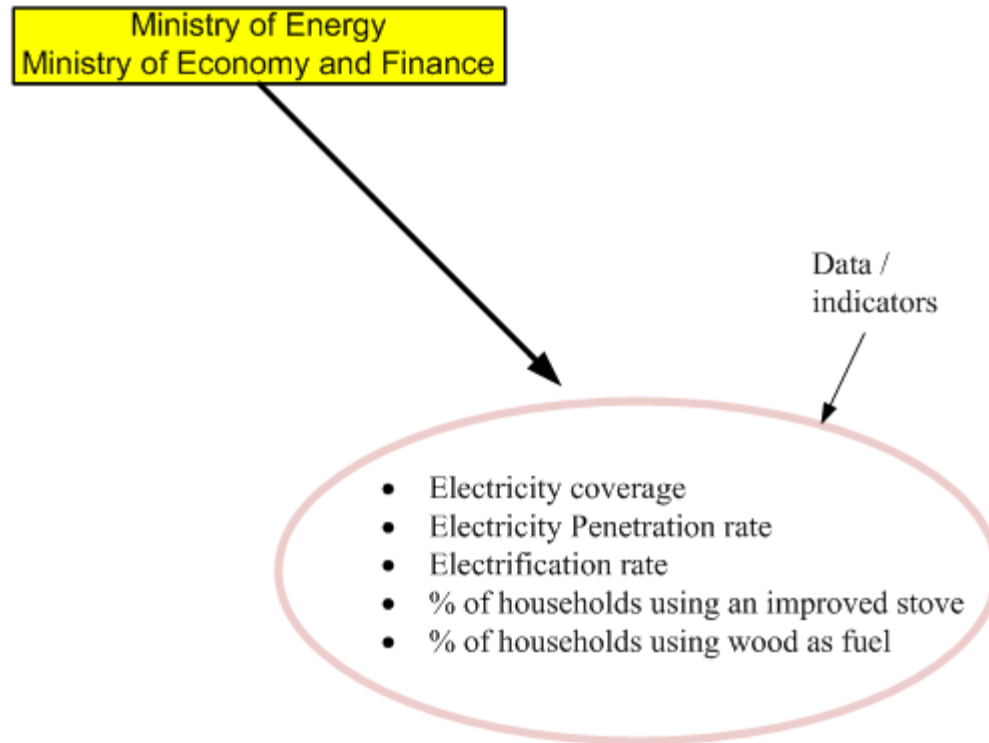 Ministry of Energy
Ministry of Economy and Finance
Data /
indicators
• Electricity coverage
• Electricity Penetration rate
• Electrification rate
• % of households using an improved stove
• % of households using wood as fuel